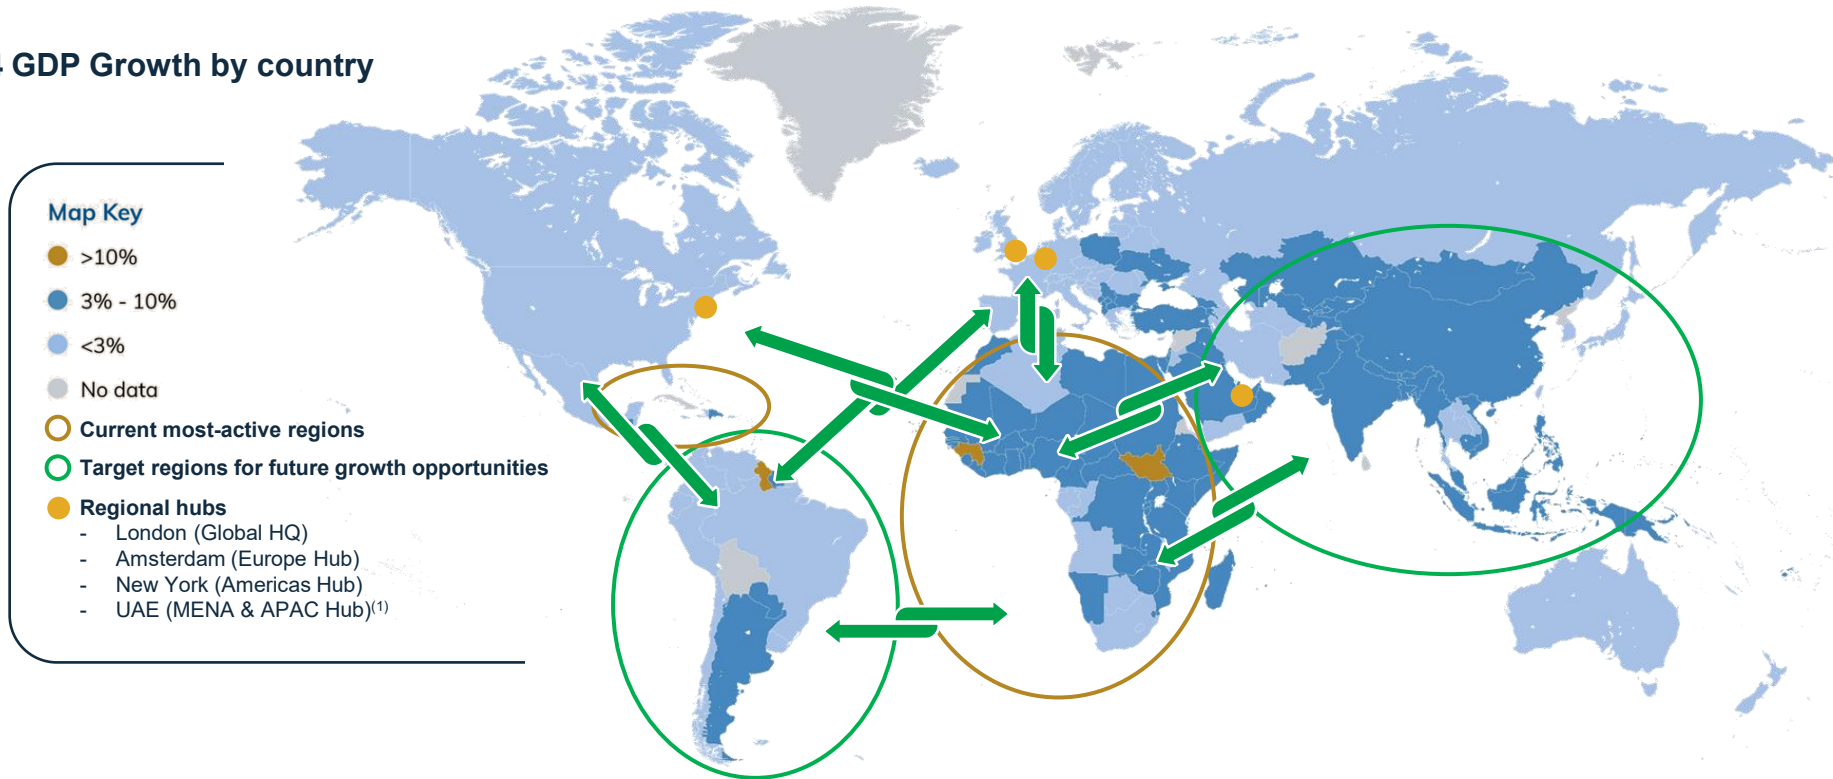 GDP Growth by country
Map Key
>10%
3% - 10%
<3%
No data
Current most-active regions
Target regions for future growth opportunities
Regional hubs
- London (Global HQ)
- Amsterdam (Europe Hub)
- New York (Americas Hub)
- UAE (MENA & APAC Hub)(1)